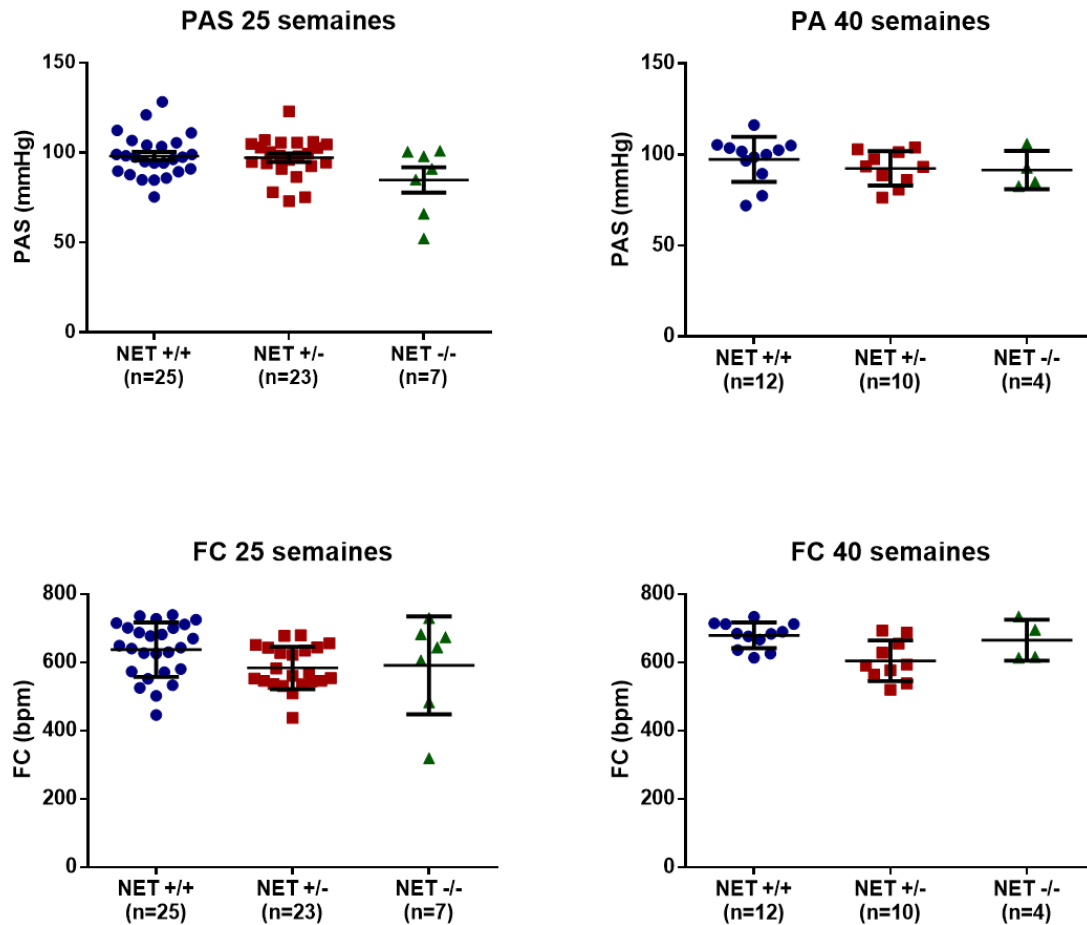 PAS 25 semaines
PAS (mmHg)
150
100
50
0
NET +/+
(n=25)
NET +/-
(n=23)
NET -/-
(n=7)
PA 40 semaines
PAS (mmHg)
150
100
50
0
NET +/+
(n=12)
NET +/-
(n=10)
NET -/-
(n=4)
FC 25 semaines
FC (bpm)
800
600
400
200
0
NET +/+
(n=25)
NET +/-
(n=23)
NET -/-
(n=7)
FC 40 semaines
FC (bpm)
800
600
400
200
0
NET +/+
(n=12)
NET +/-
(n=10)
NET -/-
(n=4)